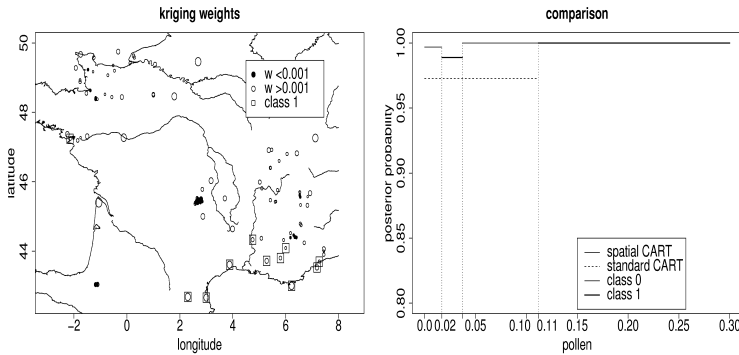 kriging weights
50
48
46
44
latitude
w <0.001
w >0.001
class 1
−2 0 2 4 6 8
longitude
comparison
1.00
0.95
0.90
0.85
0.80
posterior probability
spatial CART
standard CART
class 0
class 1
0.00 0.02 0.05 0.10 0.11 0.15 0.20 0.25 0.30
pollen